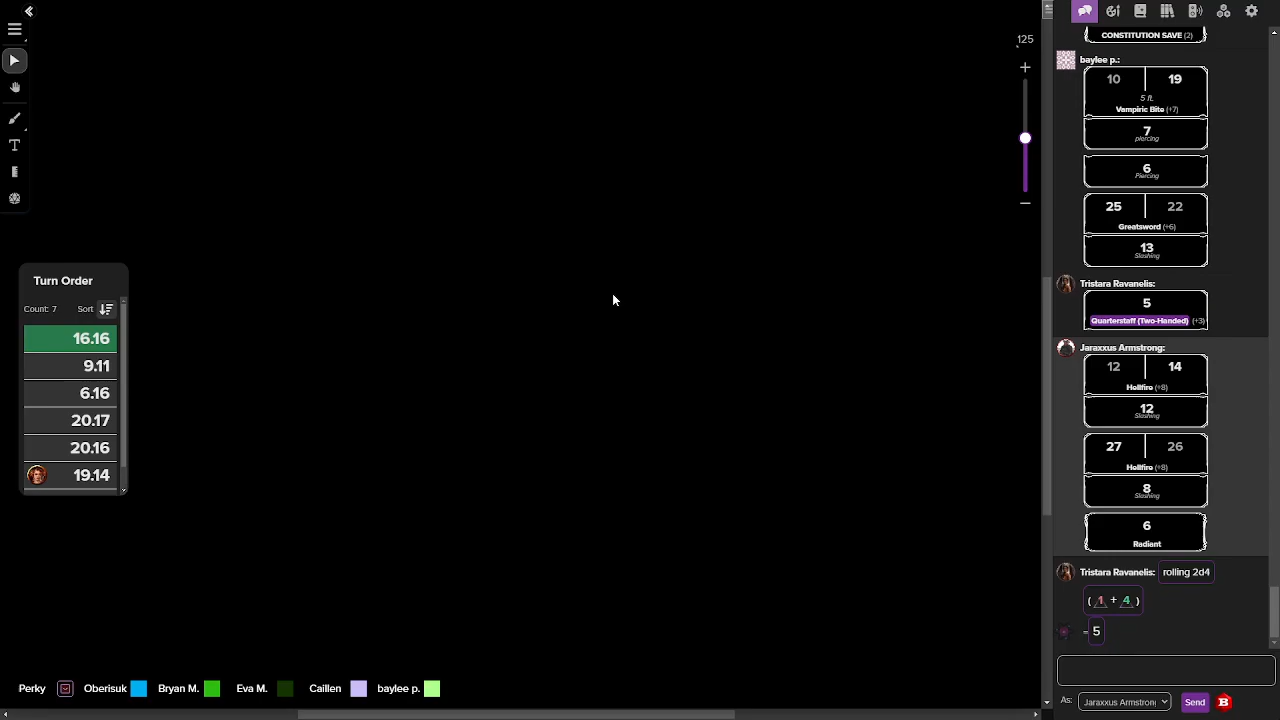 125
Turn Order
Count: 7 Sort
16.16
9.11
6.16
20.17
20.16
19.14
Perky Oberisuk Bryan M. Eva M. Caillen baylee p.
CONSTITUTION SAVE (2)
baylee p.:
10 19
5 ft.
Vampiric Bite (+7)
7
piercing
6
Piercing
25 22
Greatsword (+6)
13
Slashing
Tristara Ravanelis:
5
Quarterstaff (Two-Handed) (+3)
Jaraxxus Armstrong:
12 14
Hellfire (+8)
12
Slashing
27 26
Hellfire (+8)
8
Slashing
6
Radiant
Tristara Ravanelis: rolling 2d4
(1 + 4)
=5
As: Jaraxxus Armstron Send B